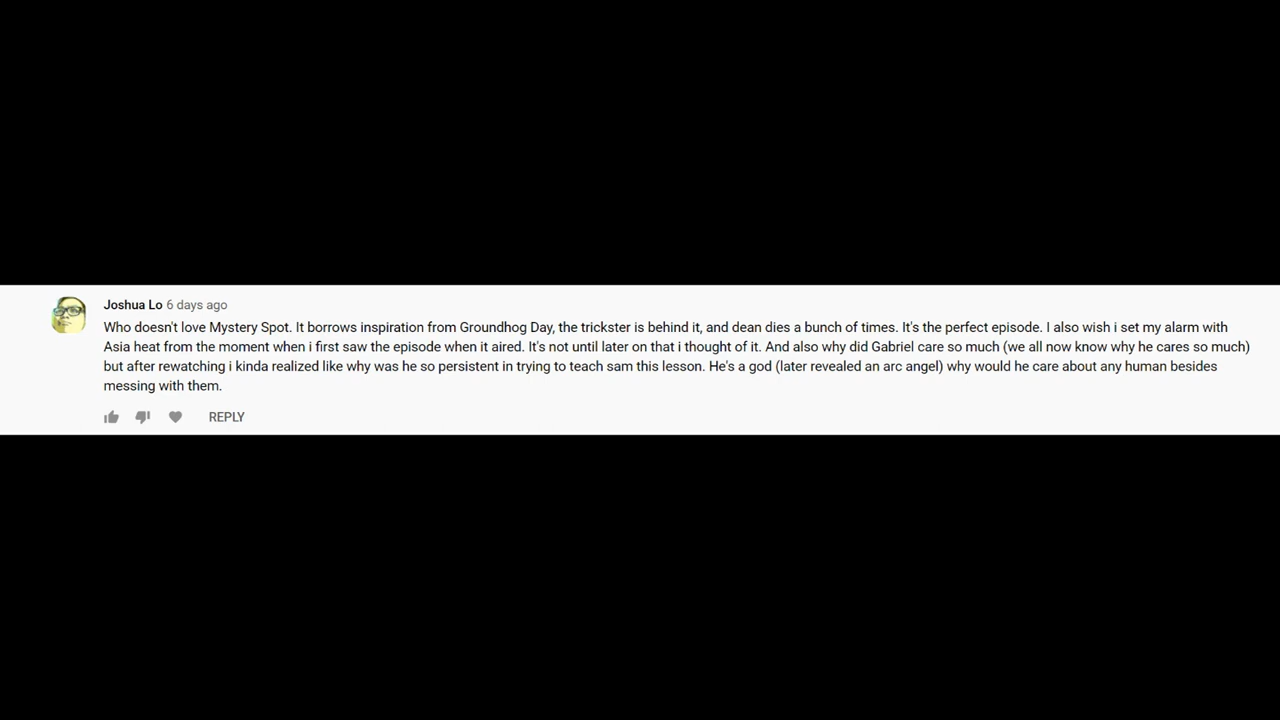 Joshua Lo 6 days ago
Who doesn't love Mystery Spot. It borrows inspiration from Groundhog Day, the trickster is behind it, and dean dies a bunch of times. It's the perfect episode. I also wish i set my alarm with
Asia heat from the moment when i first saw the episode when it aired. It's not until later on that i thought of it. And also why did Gabriel care so much (we all now know why he cares so much)
but after rewatching i kinda realized like why was he so persistent in trying to teach sam this lesson. He's a god (later revealed an arc angel) why would he care about any human besides
messing with them.
REPLY